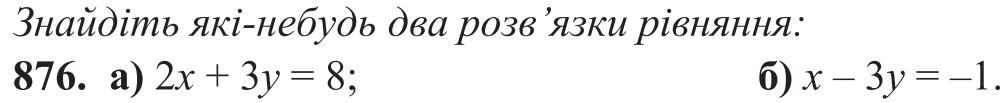 Знайдіть які-небудь два розв’язки рівняння:
876. а) 2x + 3y = 8; б) x – 3y = –1.